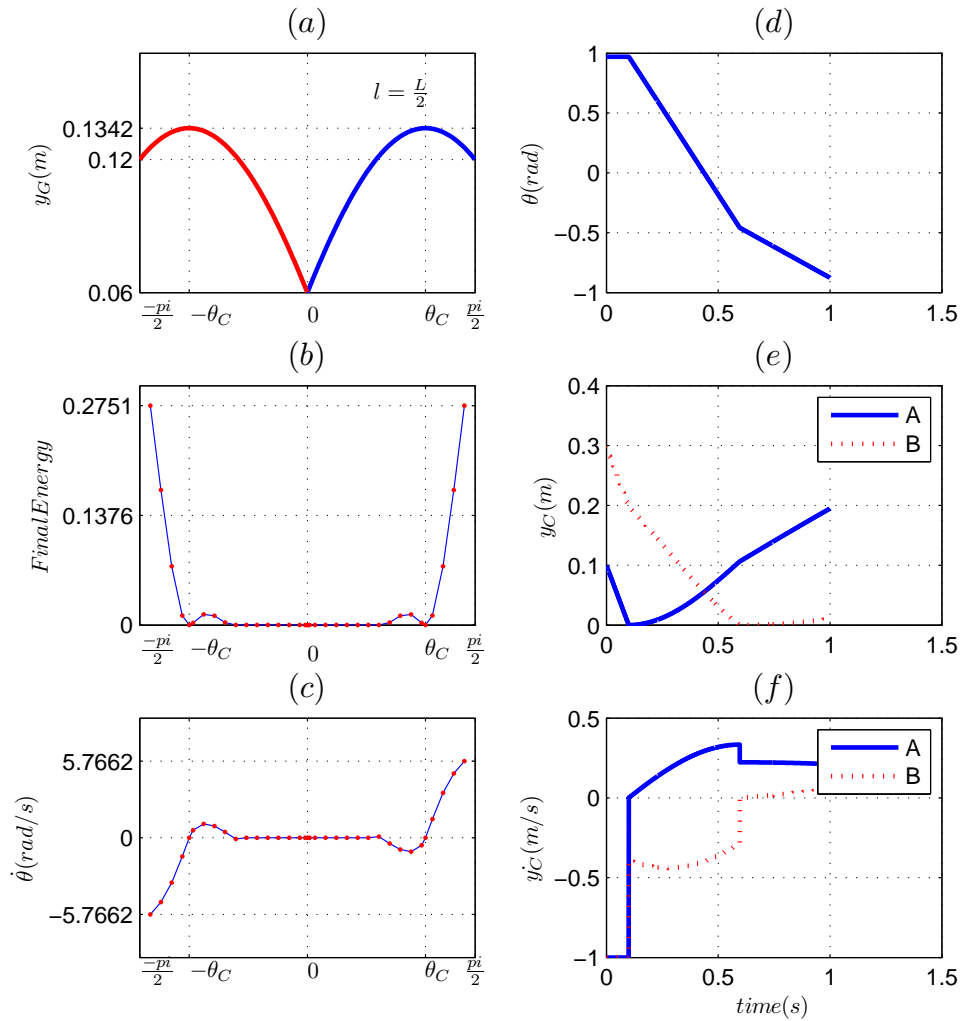 (a)
l = L/2
y_G(m)
0.1342
0.12
0.06
-pi/2 -θ_C 0 θ_C pi/2
(b)
FinalEnergy
0.2751
0.1376
0
-pi/2 -θ_C 0 θ_C pi/2
(c)
θ̇(rad/s)
5.7662
0
−5.7662
-pi/2 -θ_C 0 θ_C pi/2
(d)
θ(rad)
1
0.5
0
−0.5
−1
0 0.5 1 1.5
(e)
y_C(m)
0.4
0.3
0.2
0.1
0
A
B
0 0.5 1 1.5
(f)
ẏ_C(m/s)
0.5
0
−0.5
−1
A
B
0 0.5 1 1.5
time(s)